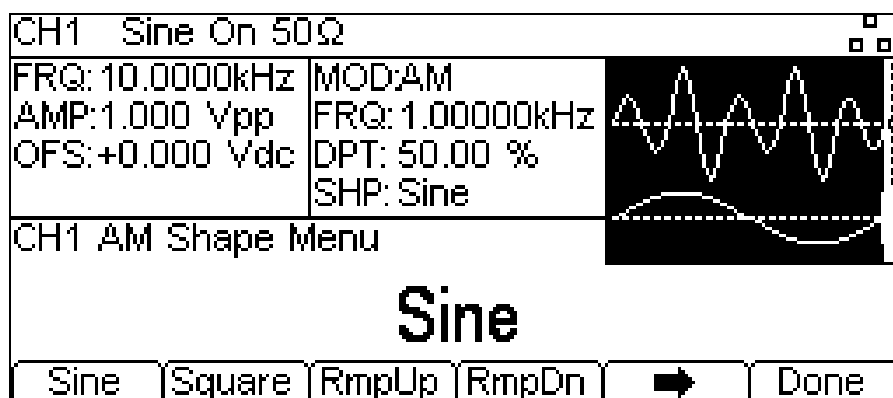 CH1 Sine On 50Ω
FRQ: 10.0000kHz
AMP:1.000 Vpp
OFS:+0.000 Vdc
MOD:AM
FRQ: 1.00000kHz
DPT: 50.00 %
SHP: Sine
CH1 AM Shape Menu
Sine
Sine Square RmpUp RmpDn Done